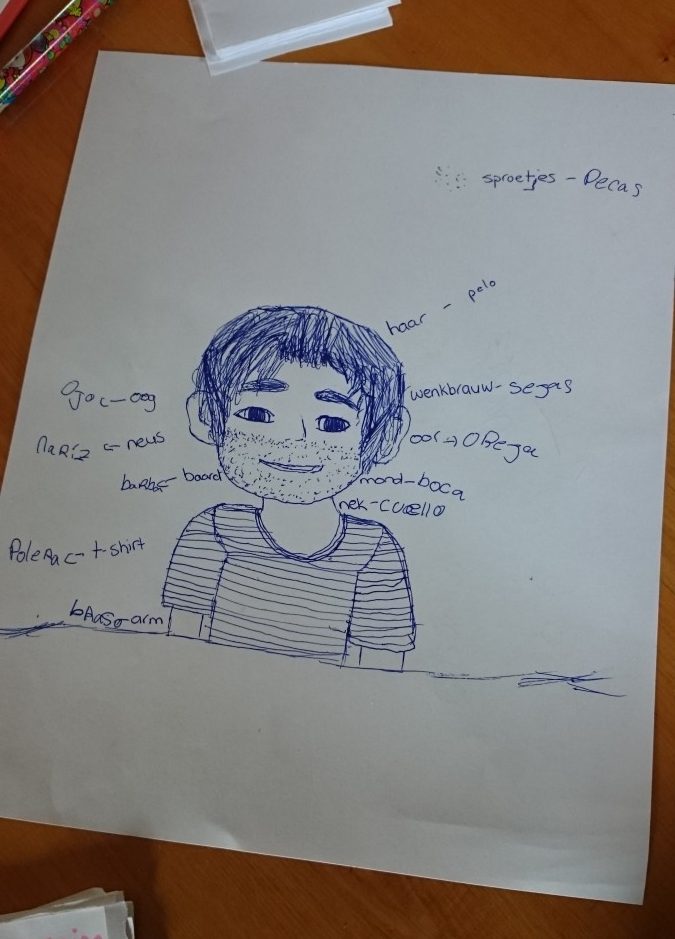 sproetjes - Pecas
haar - pelo
wenkbrauw - sejas
Ojo - oog
oor → OReja
NaRiz - neus
baRba - baard
mond - boca
nek - cuello
PoleRa - t-shirt
bRaso - arm